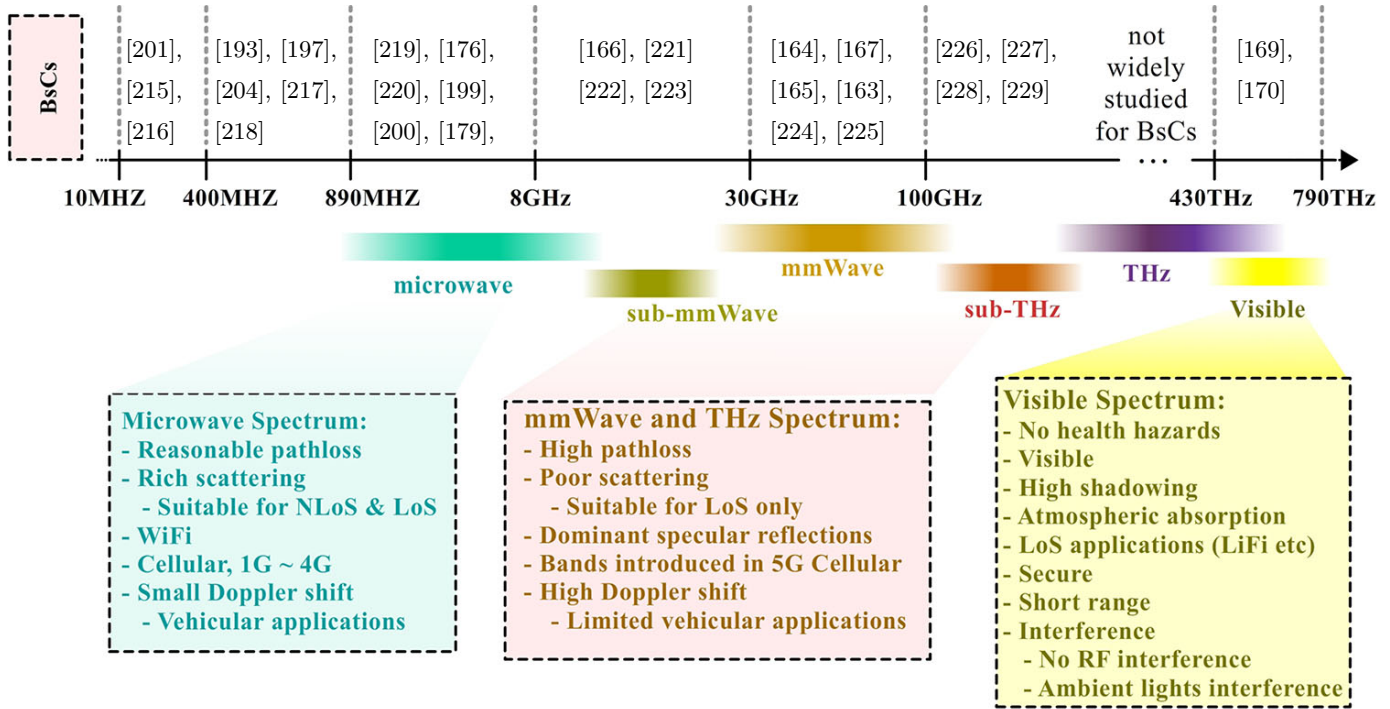 BsCs
[201],
[215],
[216]
[193], [197],
[204], [217],
[218]
[219], [176],
[220], [199],
[200], [179],
[166], [221]
[222], [223]
[164], [167],
[165], [163],
[224], [225]
[226], [227],
[228], [229]
not
widely
studied
for BsCs
[169],
[170]
10MHZ 400MHZ 890MHZ 8GHz 30GHz 100GHz ... 430THz 790THz
microwave
sub-mmWave
mmWave
sub-THz
THz
Visible
Microwave Spectrum:
- Reasonable pathloss
- Rich scattering
- Suitable for NLoS & LoS
- WiFi
- Cellular, 1G ~ 4G
- Small Doppler shift
- Vehicular applications
mmWave and THz Spectrum:
- High pathloss
- Poor scattering
- Suitable for LoS only
- Dominant specular reflections
- Bands introduced in 5G Cellular
- High Doppler shift
- Limited vehicular applications
Visible Spectrum:
- No health hazards
- Visible
- High shadowing
- Atmospheric absorption
- LoS applications (LiFi etc)
- Secure
- Short range
- Interference
- No RF interference
- Ambient lights interference